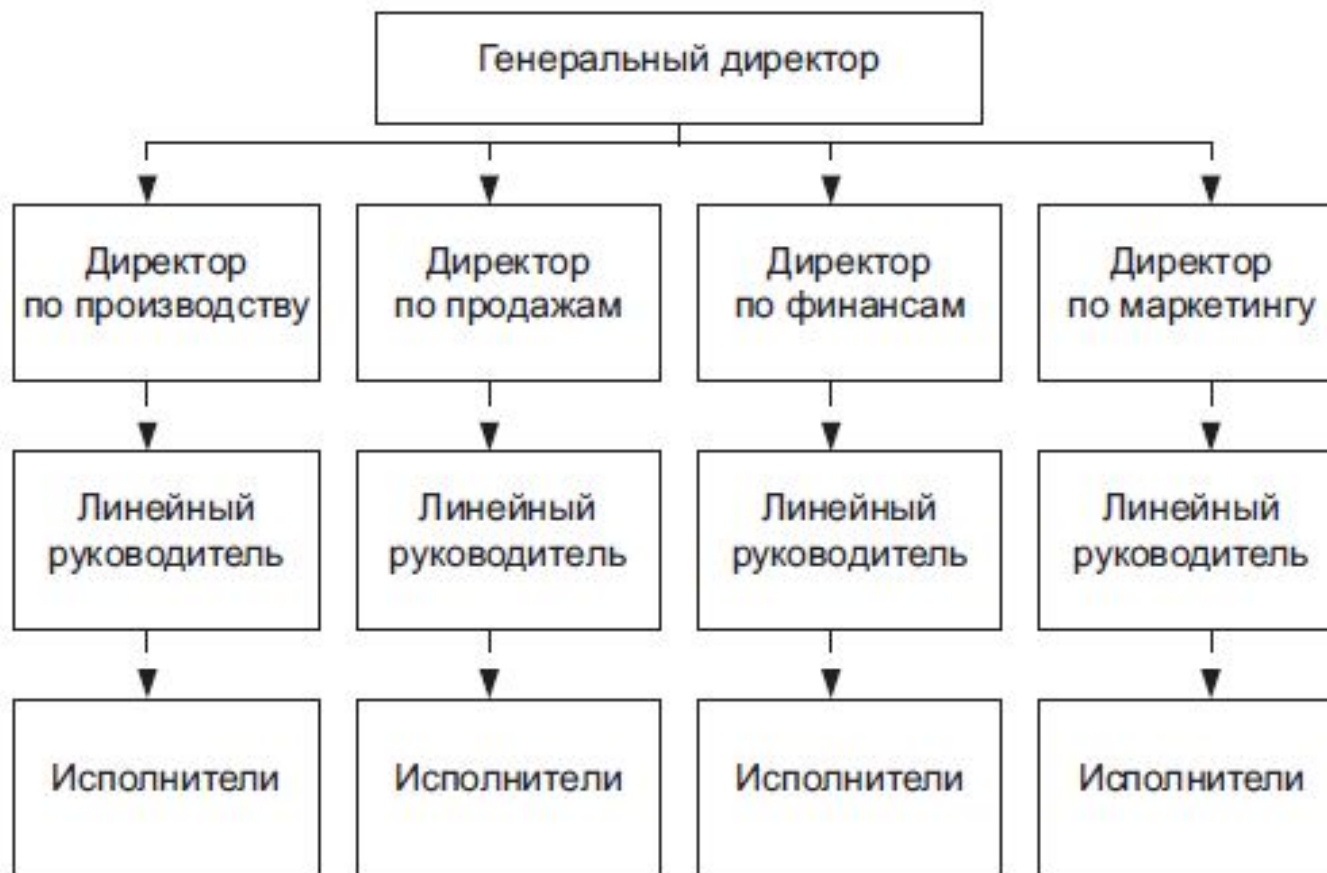 Генеральный директор
Директор
по производству
Директор
по продажам
Директор
по финансам
Директор
по маркетингу
Линейный
руководитель
Линейный
руководитель
Линейный
руководитель
Линейный
руководитель
Исполнители
Исполнители
Исполнители
Исполнители